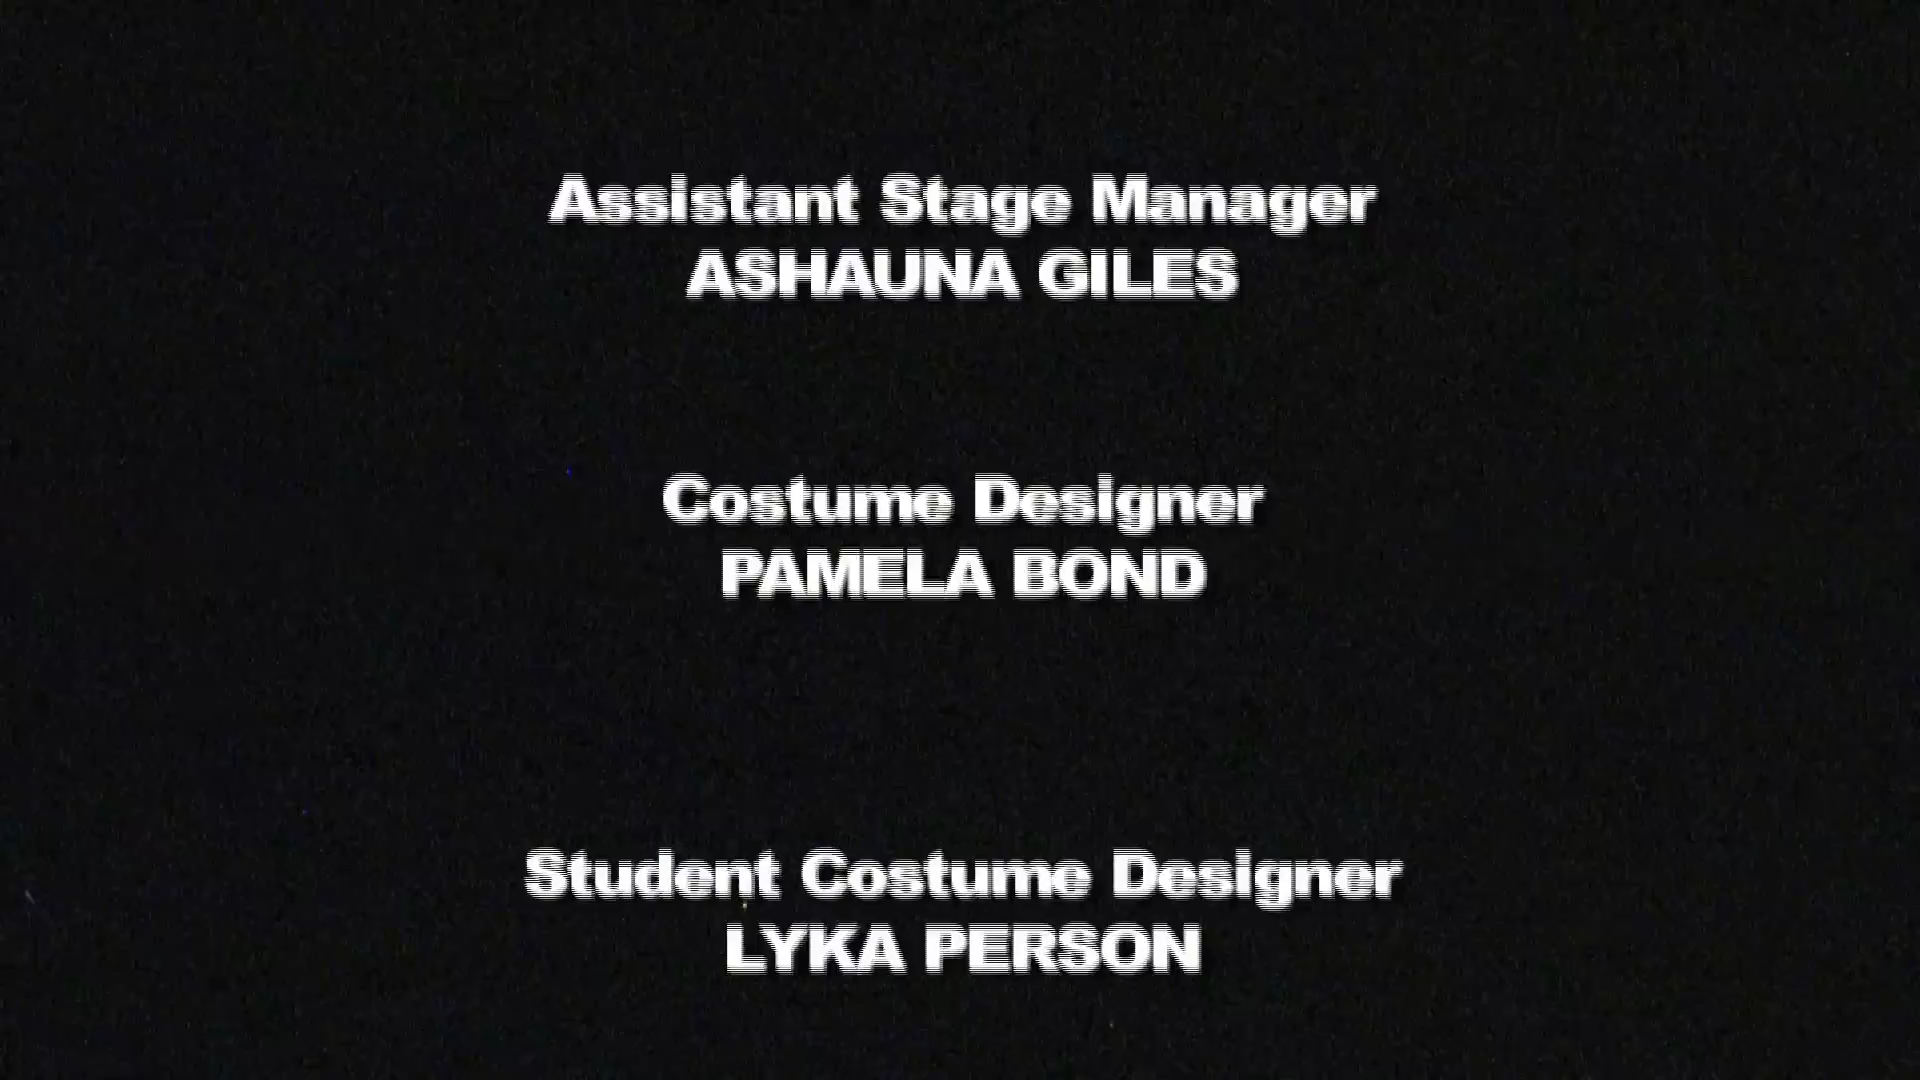 Assistant Stage Manager
ASHAUNA GILES
Costume Designer
PAMELA BOND
Student Costume Designer
LYKA PERSON